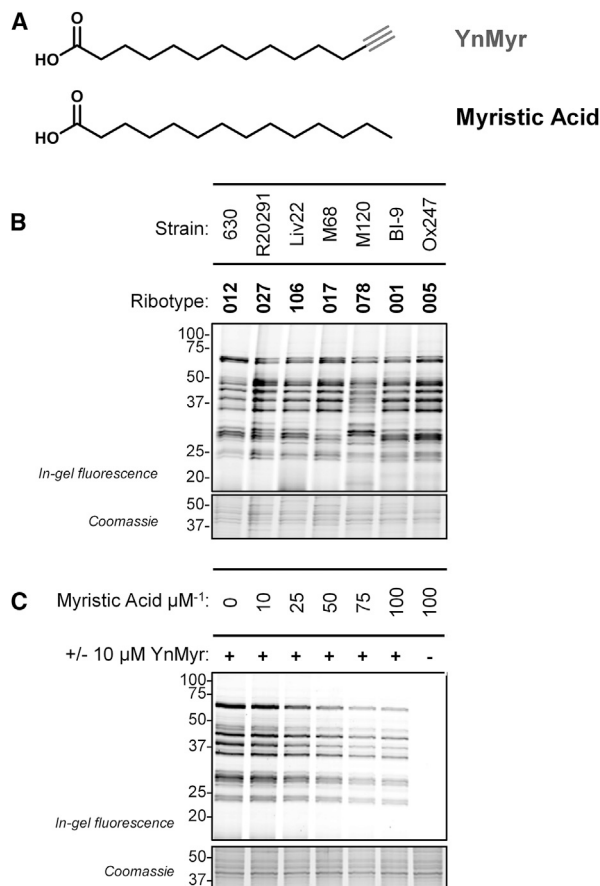 A
O
HO
YnMyr
O
HO
Myristic Acid
B
Strain: 630 R20291 Liv22 M68 M120 BI-9 Ox247
Ribotype: 012 027 106 017 078 001 005
100-
75-
50-
37-
25-
20-
In-gel fluorescence
50-
37-
Coomassie
C
Myristic Acid µM-1: 0 10 25 50 75 100 100
+/- 10 µM YnMyr: + + + + + + -
100-
75-
50-
37-
25-
20-
In-gel fluorescence
50-
37-
Coomassie